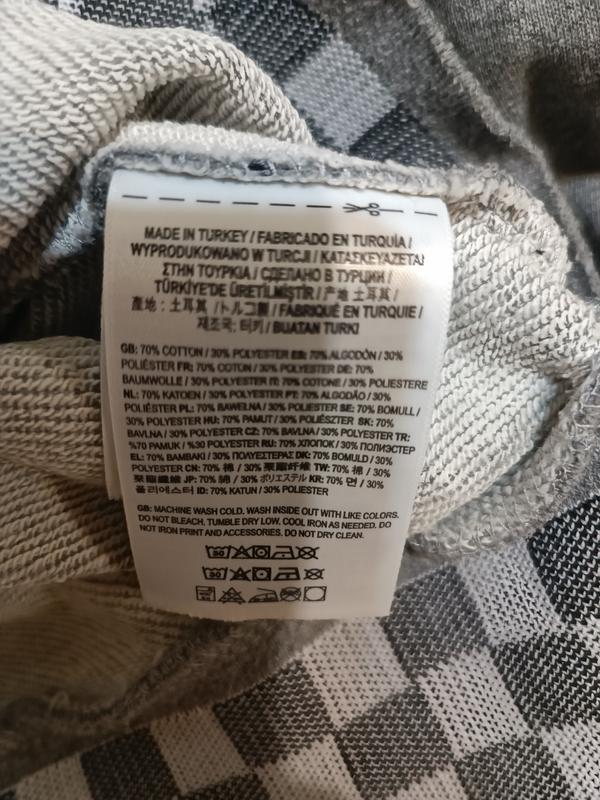 MADE IN TURKEY / FABRICADO EN TURQUÍA /
WYPRODUKOWANO W TURCJI / ΚΑΤΑΣΚΕΥΑΖΕΤΑΙ
ΣΤΗΝ ΤΟΥΡΚΙΑ / СДЕЛАНО В ТУРЦИИ /
TÜRKİYE'DE ÜRETİLMİŞTİR / 产地 土耳其 /
產地 : 土耳其 / トルコ製 / FABRIQUÉ EN TURQUIE /
제조국: 터키 / BUATAN TURKI
GB: 70% COTTON / 30% POLYESTER ES: 70% ALGODÓN / 30%
POLIÉSTER FR: 70% COTON / 30% POLYESTER DE: 70%
BAUMWOLLE / 30% POLYESTER IT: 70% COTONE / 30% POLIESTERE
NL: 70% KATOEN / 30% POLYESTER PT: 70% ALGODÃO / 30%
POLIÉSTER PL: 70% BAWEŁNA / 30% POLIESTER SE: 70% BOMULL /
30% POLYESTER HU: 70% PAMUT / 30% POLIÉSZTER SK: 70%
BAVLNA / 30% POLYESTER CZ: 70% BAVLNA / 30% POLYESTER TR:
%70 PAMUK / %30 POLYESTER RU: 70% ХЛОПОК / 30% ПОЛИЭСТЕР
EL: 70% ΒΑΜΒΑΚΙ / 30% ΠΟΛΥΕΣΤΕΡΑΣ DK: 70% BOMULD / 30%
POLYESTER CN: 70% 棉 / 30% 聚酯纤维 TW: 70% 棉 / 30%
聚酯纖維 JP: 70% 綿 / 30% ポリエステル KR: 70% 면 / 30%
폴리에스터 ID: 70% KATUN / 30% POLIESTER
GB: MACHINE WASH COLD. WASH INSIDE OUT WITH LIKE COLORS.
DO NOT BLEACH. TUMBLE DRY LOW. COOL IRON AS NEEDED. DO
NOT IRON PRINT AND ACCESSORIES. DO NOT DRY CLEAN.
30
30